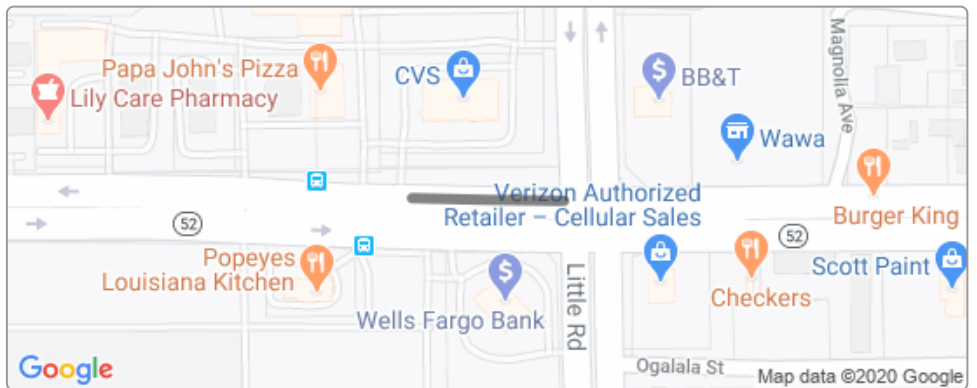 Papa John's Pizza
Lily Care Pharmacy
CVS
BB&T
Magnolia Ave
Wawa
Verizon Authorized
Retailer – Cellular Sales
Burger King
52
52
Popeyes
Louisiana Kitchen
Wells Fargo Bank
Little Rd
Checkers
Scott Paint
Ogalala St
Google
Map data ©2020 Google